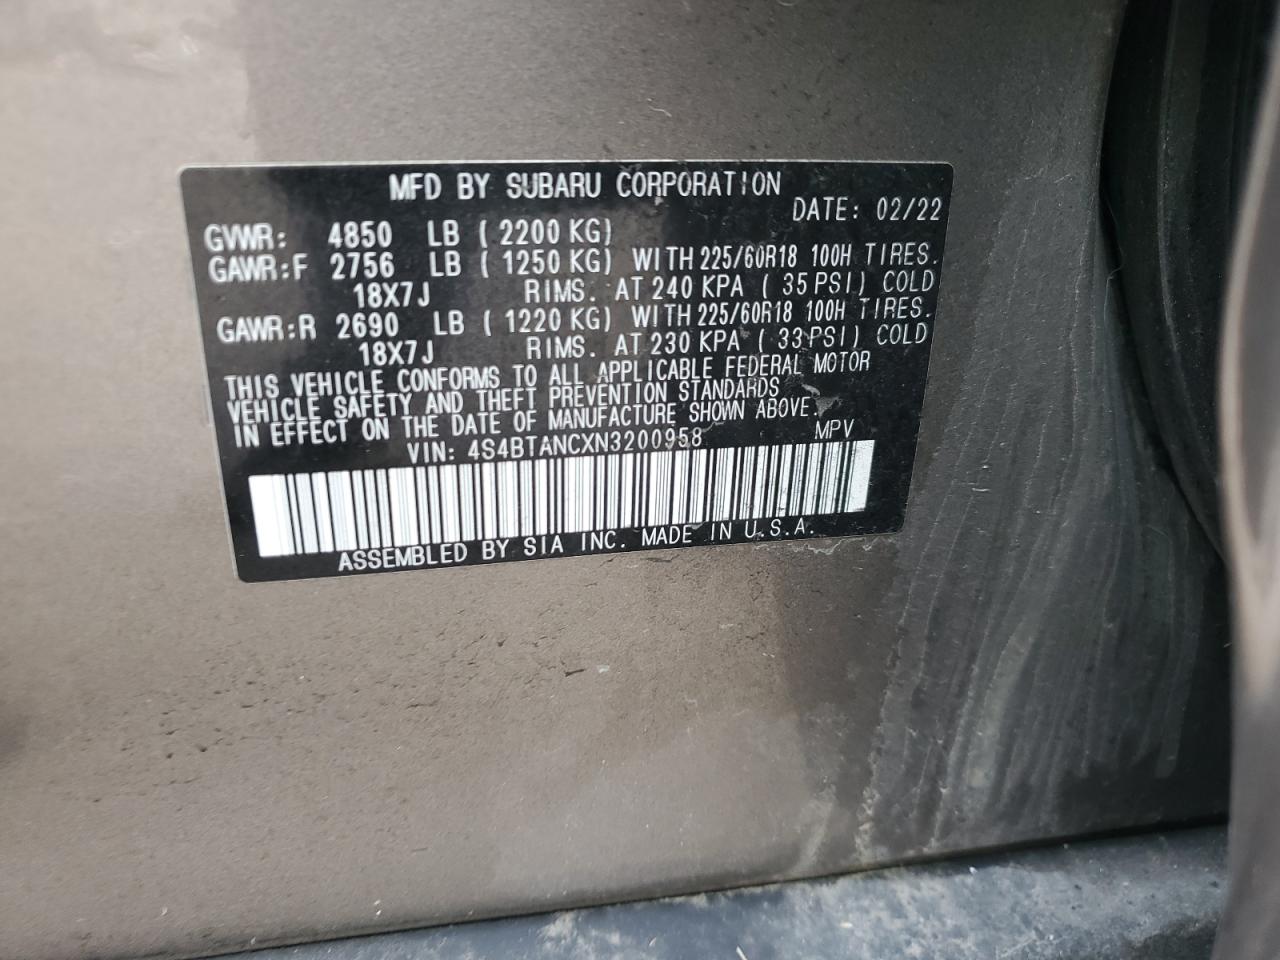 MFD BY SUBARU CORPORATION
DATE: 02/22
GVWR: 4850 LB ( 2200 KG)
GAWR:F 2756 LB ( 1250 KG) WITH 225/60R18 100H TIRES.
18X7J RIMS. AT 240 KPA ( 35 PSI) COLD
GAWR:R 2690 LB ( 1220 KG) WITH 225/60R18 100H TIRES.
18X7J RIMS. AT 230 KPA ( 33 PSI) COLD
THIS VEHICLE CONFORMS TO ALL APPLICABLE FEDERAL MOTOR
VEHICLE SAFETY AND THEFT PREVENTION STANDARDS
IN EFFECT ON THE DATE OF MANUFACTURE SHOWN ABOVE.
VIN: 4S4BTANCXN3200958 MPV
ASSEMBLED BY SIA INC. MADE IN U.S.A.